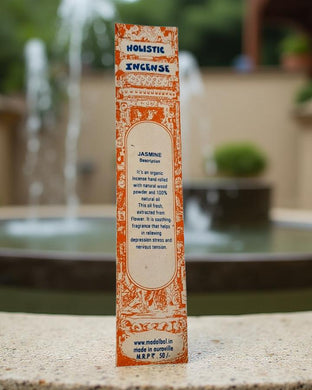 HOLISTIC
INCENSE
JASMINE
Description
It's an organic
incense hand rolled
with natural wood
powder and 100%
natural oil
This oil fresh,
extracted from
Flower. It is soothing
fragrance that helps
in relieving
depression stress and
nervous tension.
www.madalbal.in
made in auroville
M.R.P ₹ 50 /-